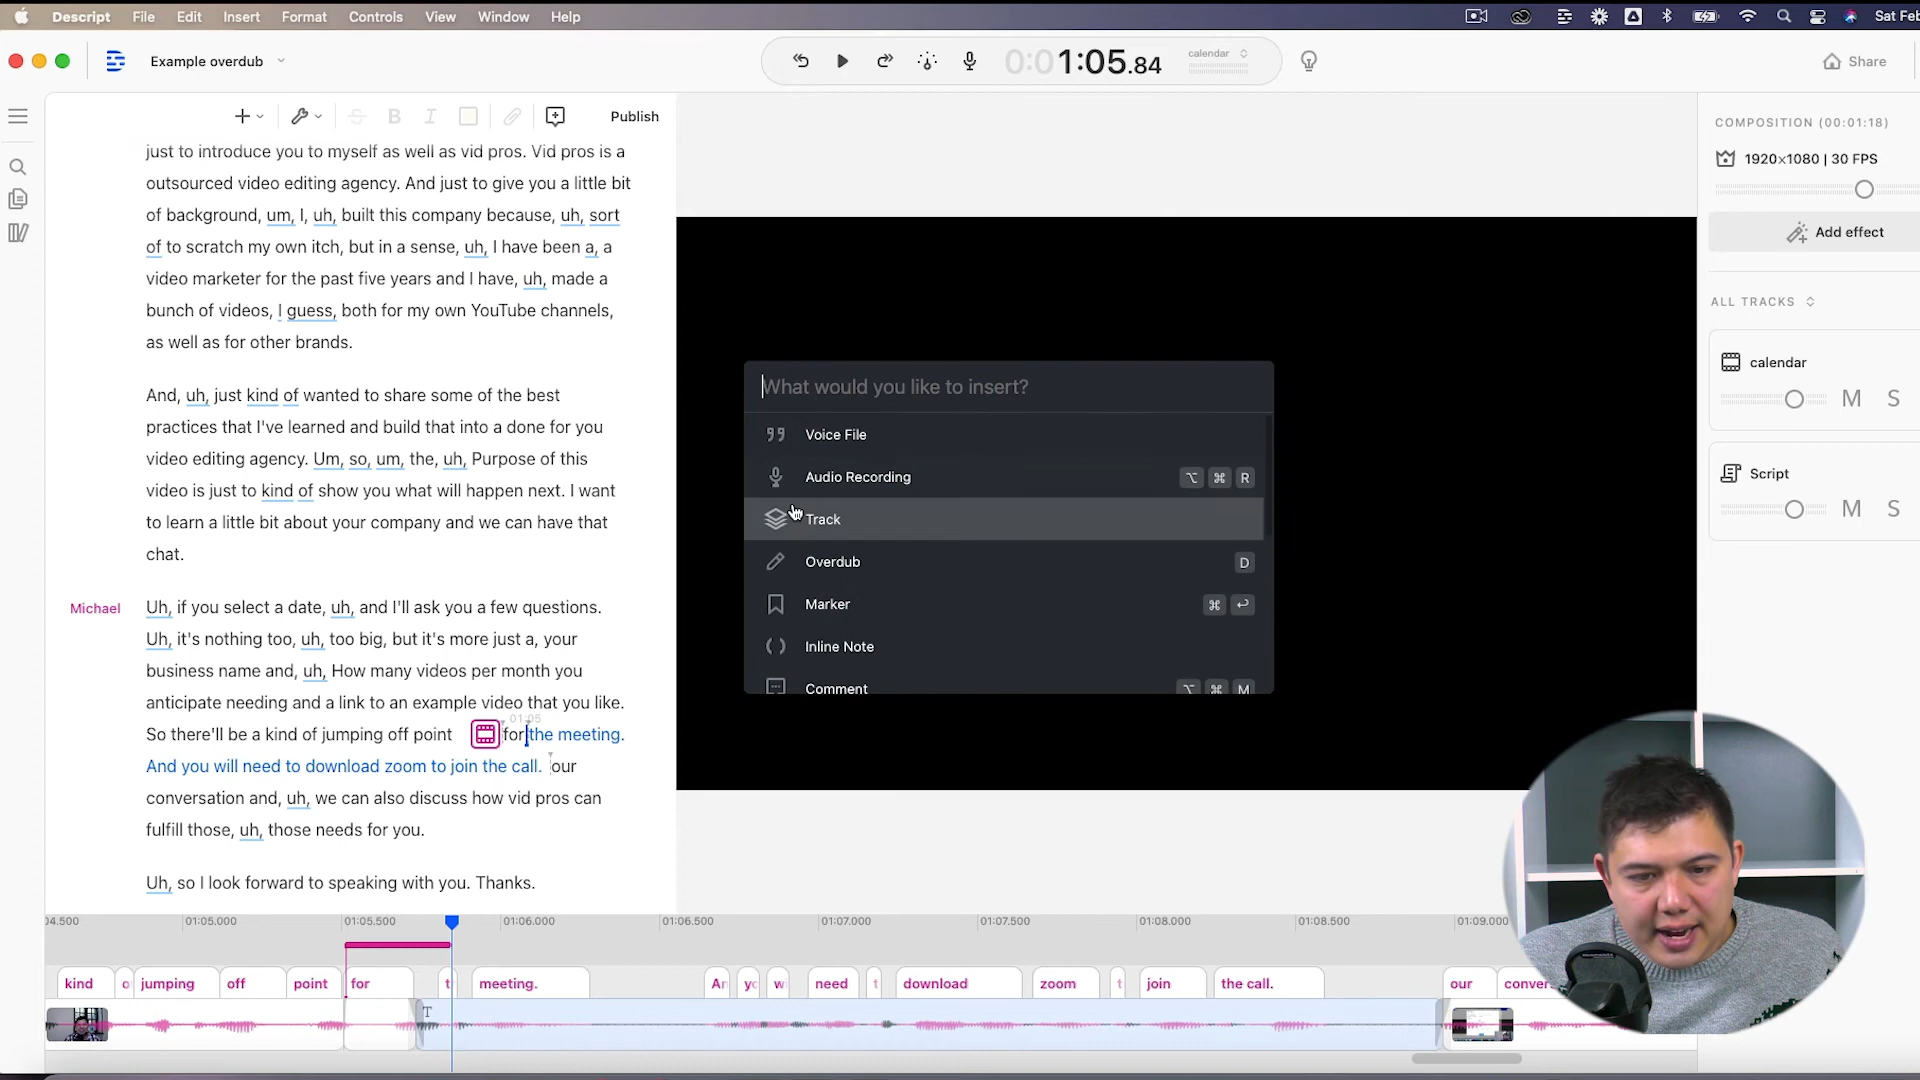 Descript File Edit Insert Format Controls View Window Help
Sat Feb
Example overdub
0:01:05.84
calendar
Share
Publish
just to introduce you to myself as well as vid pros. Vid pros is a
outsourced video editing agency. And just to give you a little bit
of background, um, I, uh, built this company because, uh, sort
of to scratch my own itch, but in a sense, uh, I have been a, a
video marketer for the past five years and I have, uh, made a
bunch of videos, I guess, both for my own YouTube channels,
as well as for other brands.
And, uh, just kind of wanted to share some of the best
practices that I've learned and build that into a done for you
video editing agency. Um, so, um, the, uh, Purpose of this
video is just to kind of show you what will happen next. I want
to learn a little bit about your company and we can have that
chat.
Michael
Uh, if you select a date, uh, and I'll ask you a few questions.
Uh, it's nothing too, uh, too big, but it's more just a, your
business name and, uh, How many videos per month you
anticipate needing and a link to an example video that you like.
01:05
So there'll be a kind of jumping off point for the meeting.
And you will need to download zoom to join the call. our
conversation and, uh, we can also discuss how vid pros can
fulfill those, uh, those needs for you.
Uh, so I look forward to speaking with you. Thanks.
What would you like to insert?
Voice File
Audio Recording ⌥ ⌘ R
Track
Overdub D
Marker ⌘ ↩
Inline Note
Comment ⌥ ⌘ M
COMPOSITION (00:01:18)
1920×1080 | 30 FPS
Add effect
ALL TRACKS
calendar
M S
Script
M S
04.500 01:05.000 01:05.500 01:06.000 01:06.500 01:07.000 01:07.500 01:08.000 01:08.500 01:09.000
kind o jumping off point for t meeting. An yo w need t download zoom t join the call. our conver
T